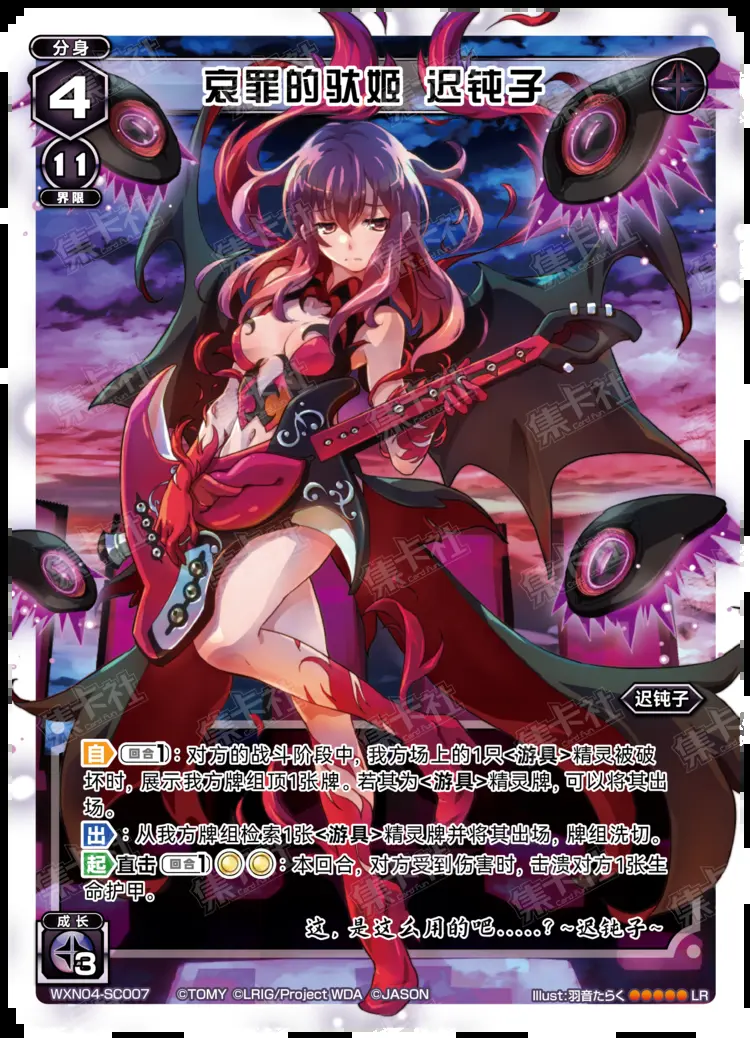 分身
4
哀罪的驮姬 迟钝子
11
界限
迟钝子
自 回合1：对方的战斗阶段中，我方场上的1只<游具>精灵被破
坏时，展示我方牌组顶1张牌。若其为<游具>精灵牌，可以将其出
场。
出：从我方牌组检索1张<游具>精灵牌并将其出场，牌组洗切。
起 直击 回合1：本回合，对方受到伤害时，击溃对方1张生
命护甲。
这，是这么用的吧......？~迟钝子~
成长
3
WXN04-SC007 ©TOMY ©LRIG/Project WDA ©JASON Illust:羽音たらく LR
集卡社
Card Fun